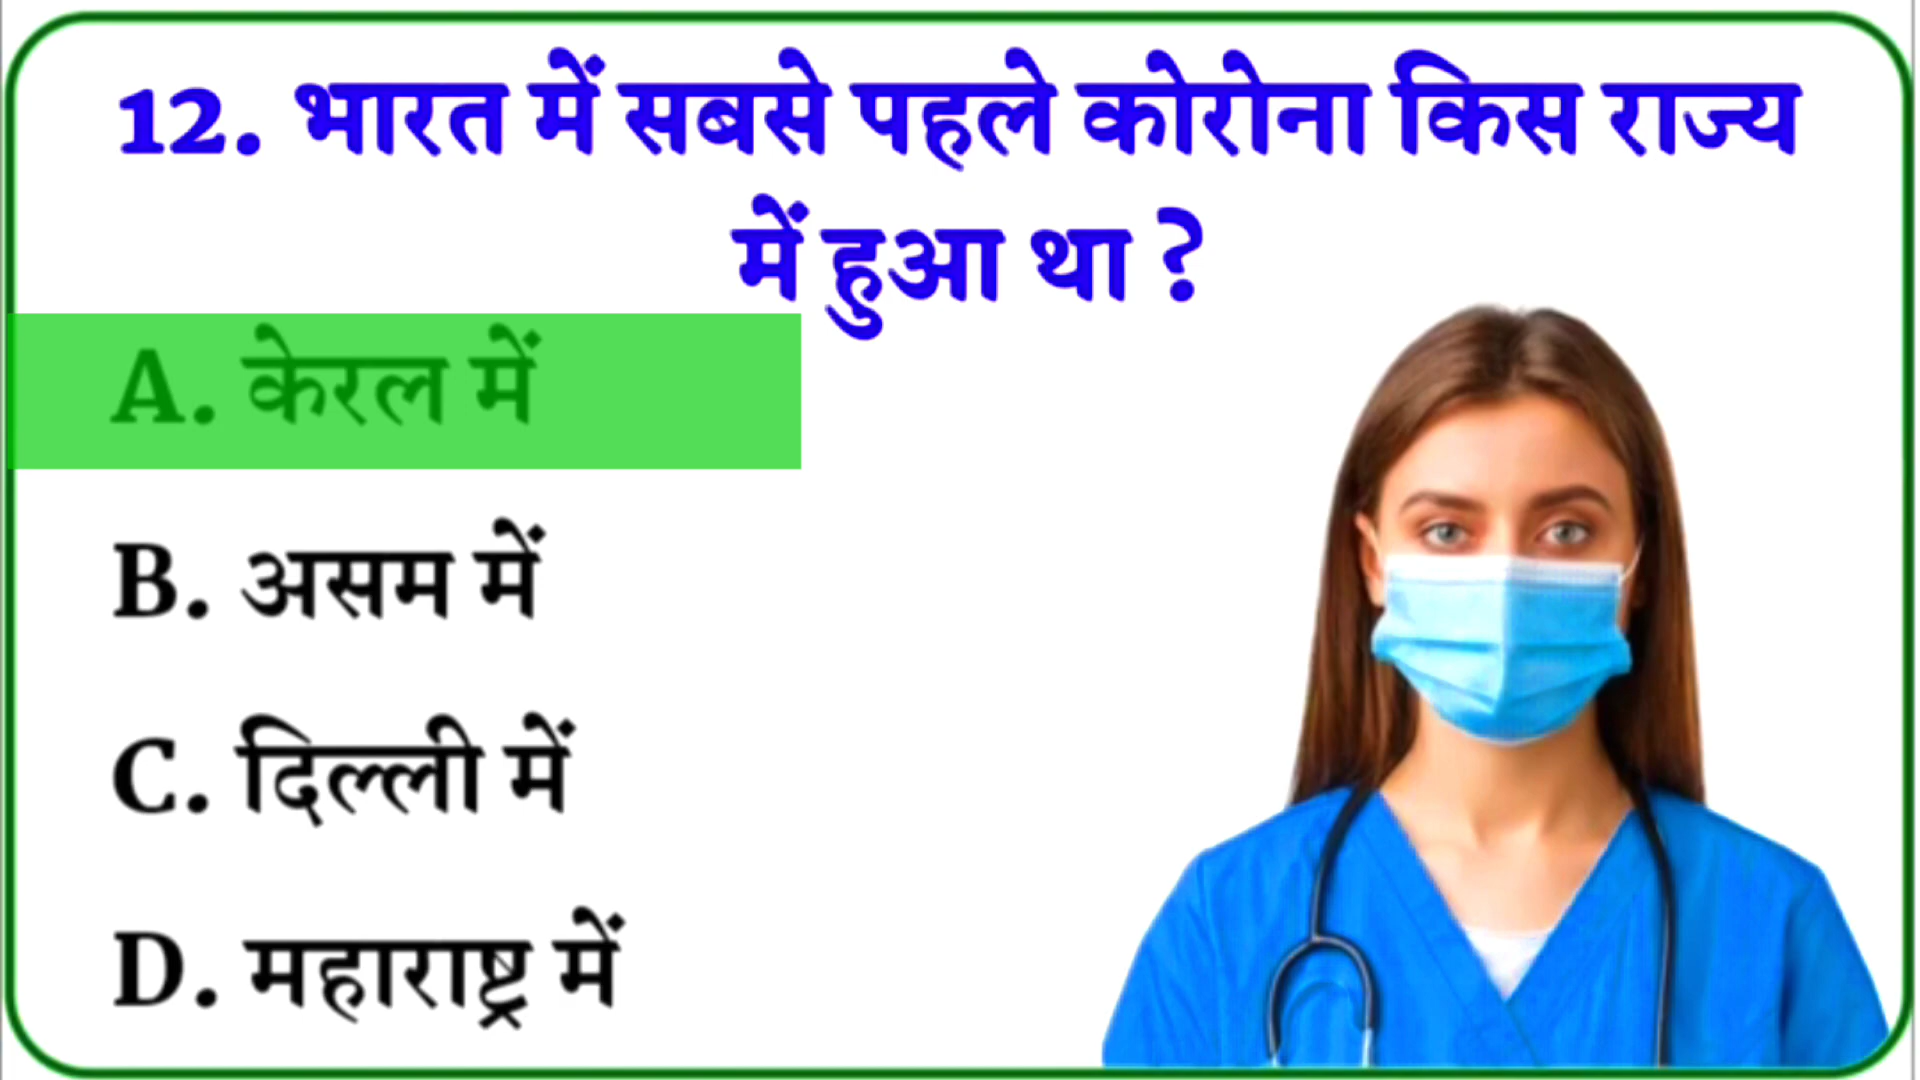 12. भारत में सबसे पहले कोरोना किस राज्य
में हुआ था ?
A. केरल में
B. असम में
C. दिल्ली में
D. महाराष्ट्र में